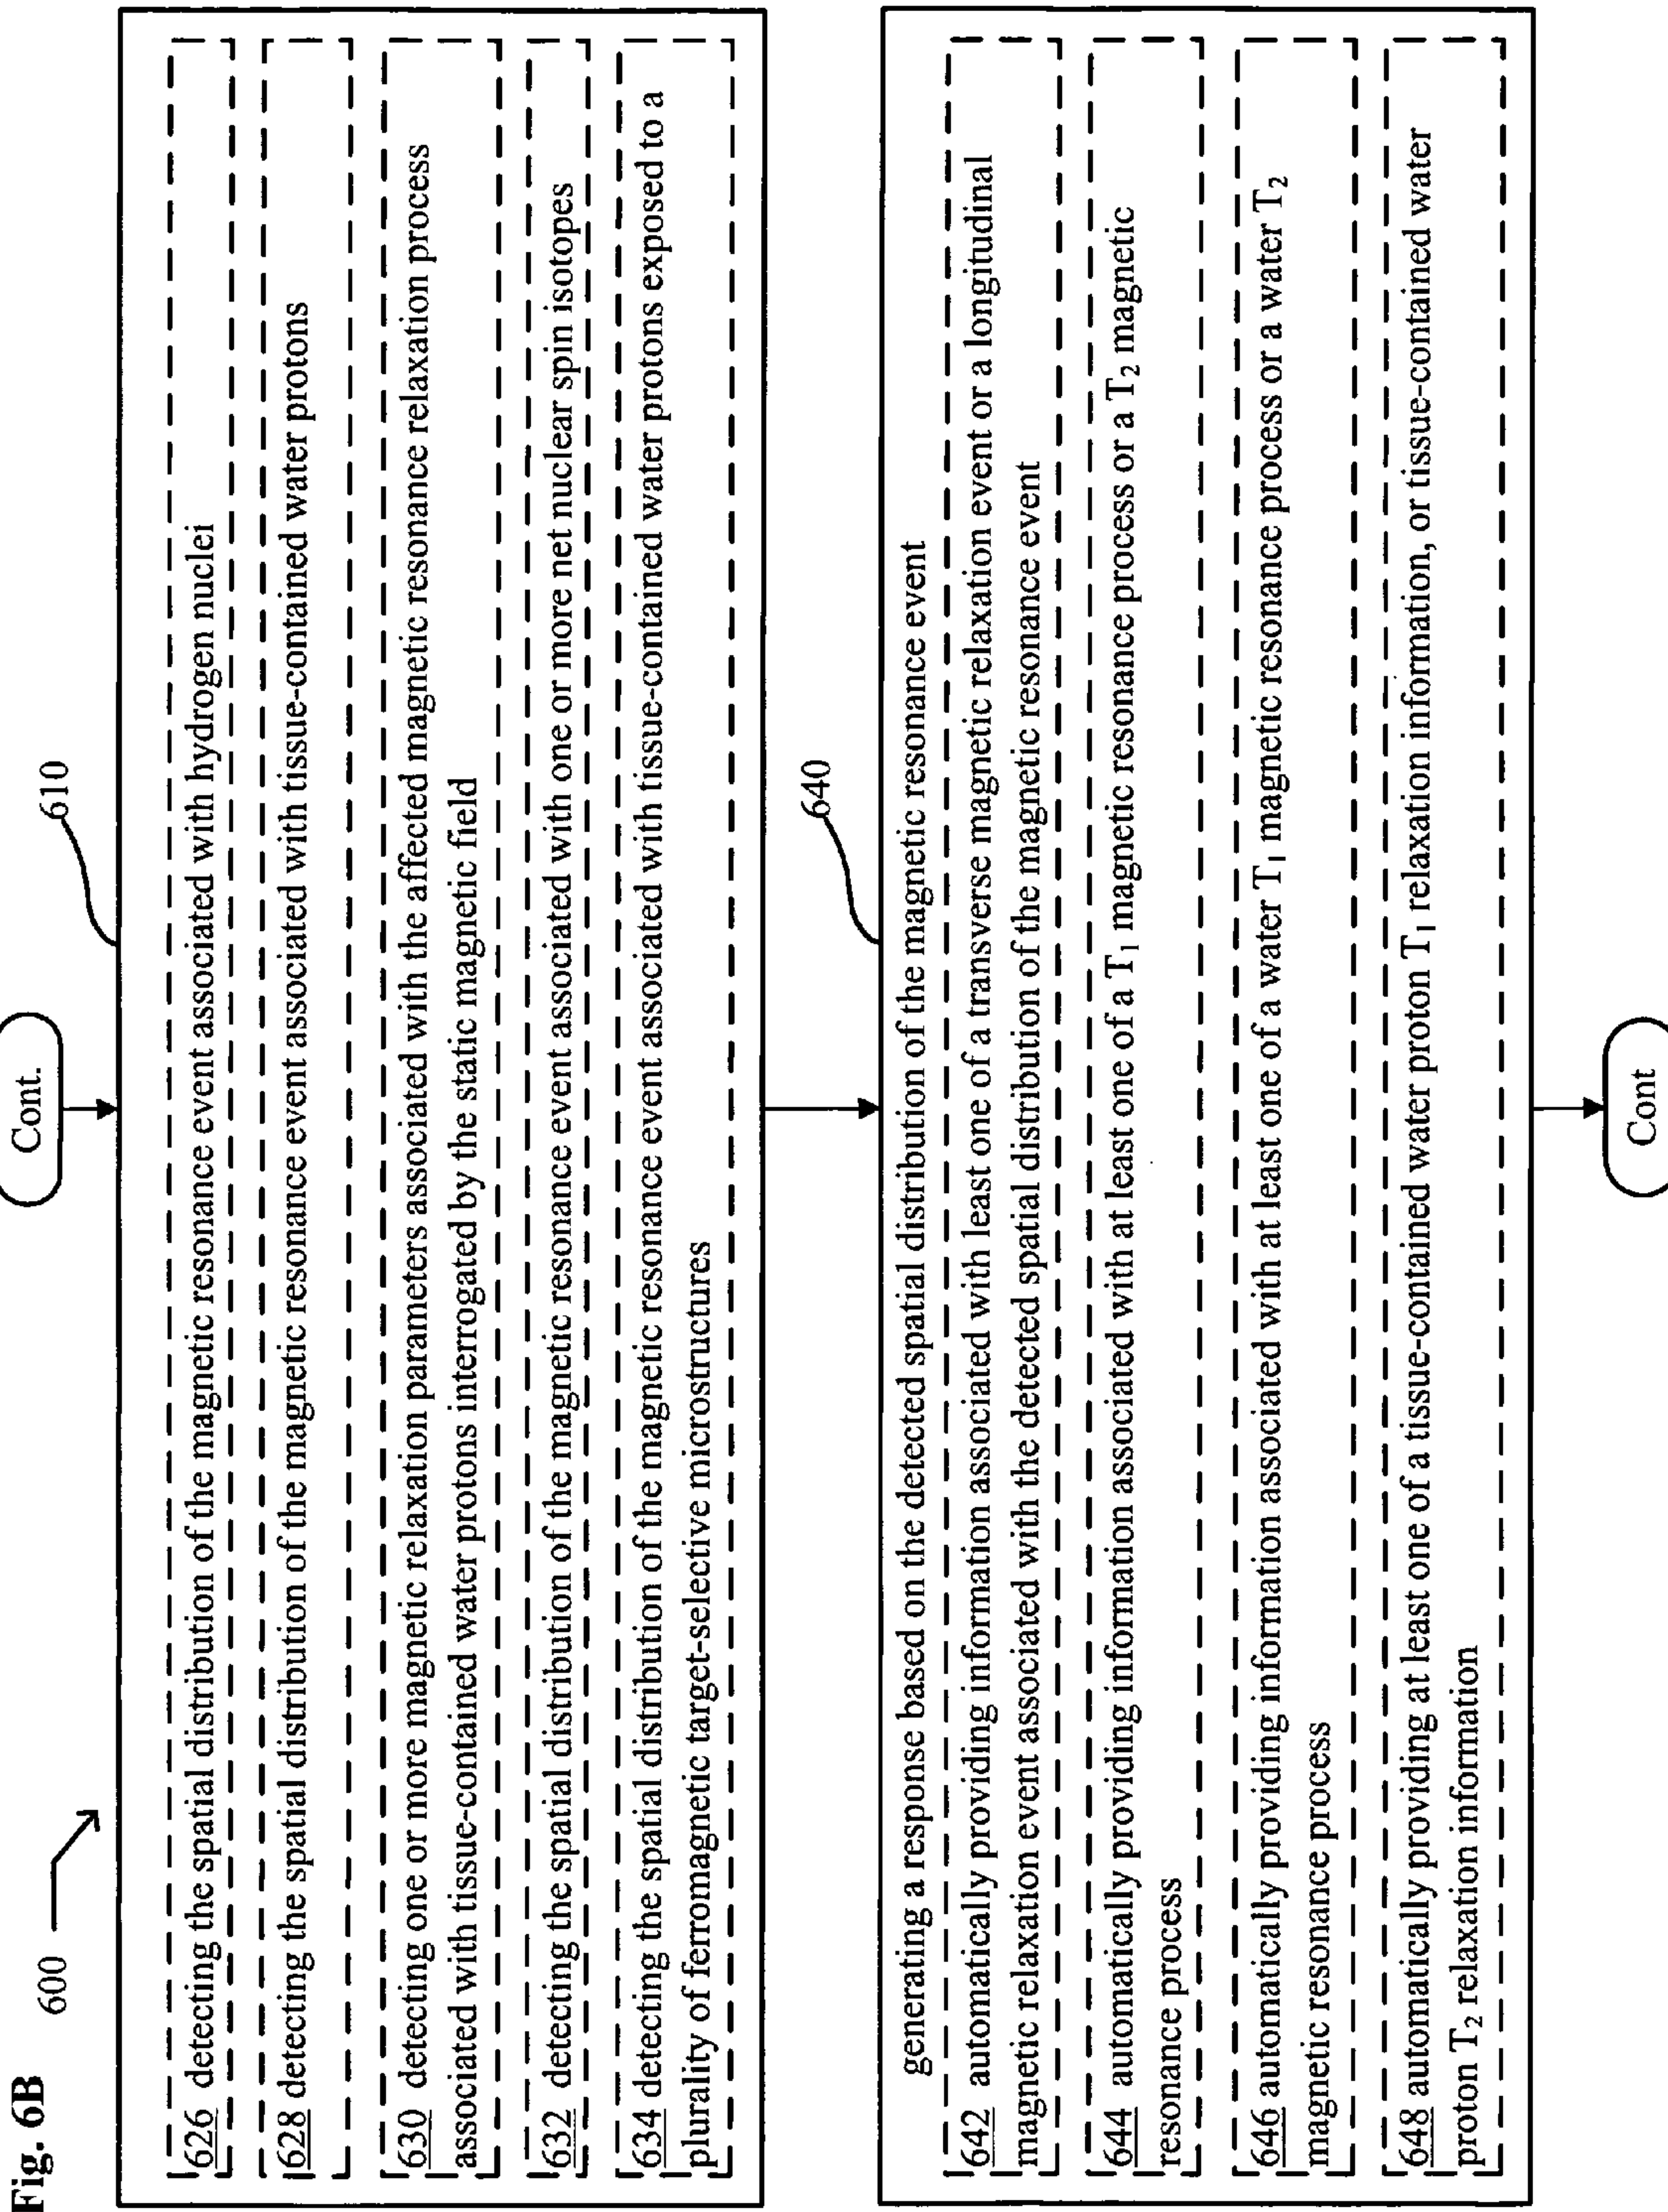 Fig. 6B
600
Cont.
610
626 detecting the spatial distribution of the magnetic resonance event associated with hydrogen nuclei
628 detecting the spatial distribution of the magnetic resonance event associated with tissue-contained water protons
630 detecting one or more magnetic relaxation parameters associated with the affected magnetic resonance relaxation process
associated with tissue-contained water protons interrogated by the static magnetic field
632 detecting the spatial distribution of the magnetic resonance event associated with one or more net nuclear spin isotopes
634 detecting the spatial distribution of the magnetic resonance event associated with tissue-contained water protons exposed to a
plurality of ferromagnetic target-selective microstructures
640
generating a response based on the detected spatial distribution of the magnetic resonance event
642 automatically providing information associated with least one of a transverse magnetic relaxation event or a longitudinal
magnetic relaxation event associated with the detected spatial distribution of the magnetic resonance event
644 automatically providing information associated with at least one of a T₁ magnetic resonance process or a T₂ magnetic
resonance process
646 automatically providing information associated with at least one of a water T₁ magnetic resonance process or a water T₂
magnetic resonance process
648 automatically providing at least one of a tissue-contained water proton T₁ relaxation information, or tissue-contained water
proton T₂ relaxation information
Cont